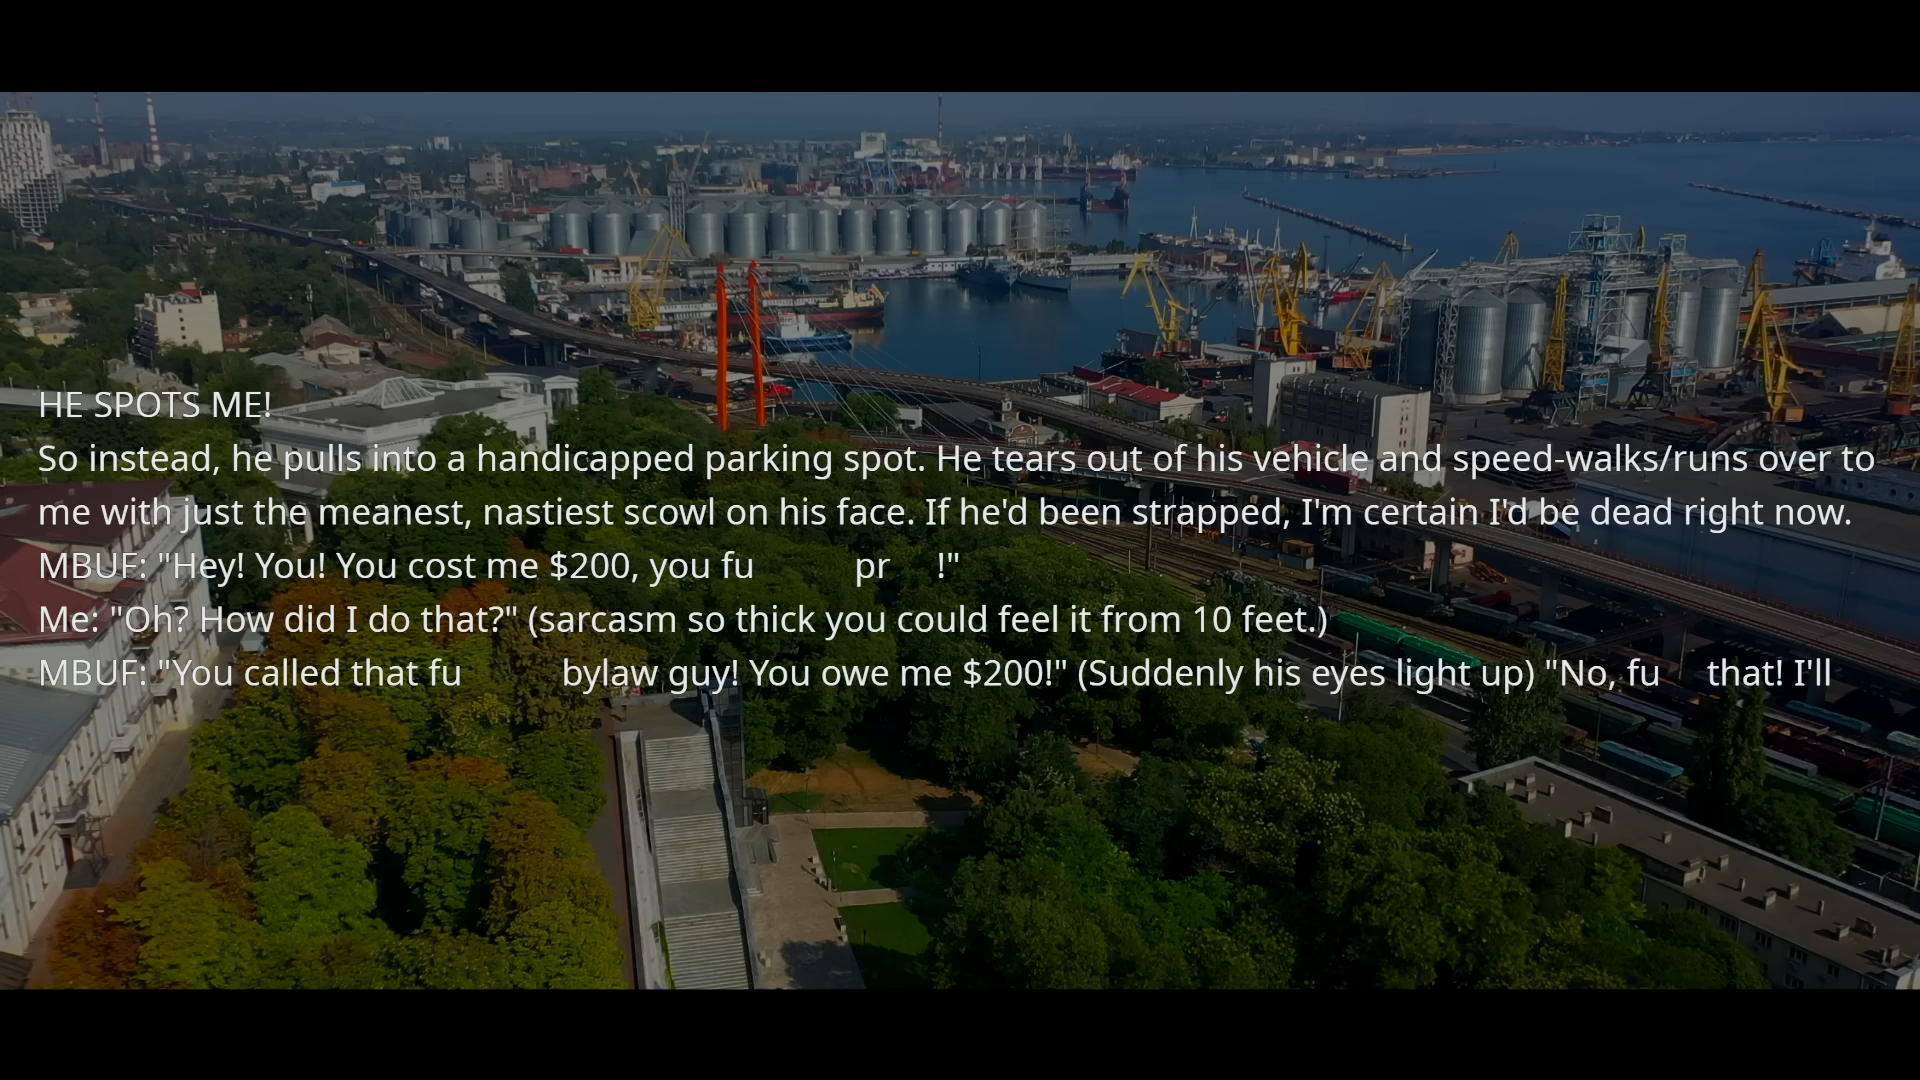 HE SPOTS ME!
So instead, he pulls into a handicapped parking spot. He tears out of his vehicle and speed-walks/runs over to
me with just the meanest, nastiest scowl on his face. If he'd been strapped, I'm certain I'd be dead right now.
MBUF: "Hey! You! You cost me $200, you fu pr !"
Me: "Oh? How did I do that?" (sarcasm so thick you could feel it from 10 feet.)
MBUF: "You called that fu bylaw guy! You owe me $200!" (Suddenly his eyes light up) "No, fu that! I'll